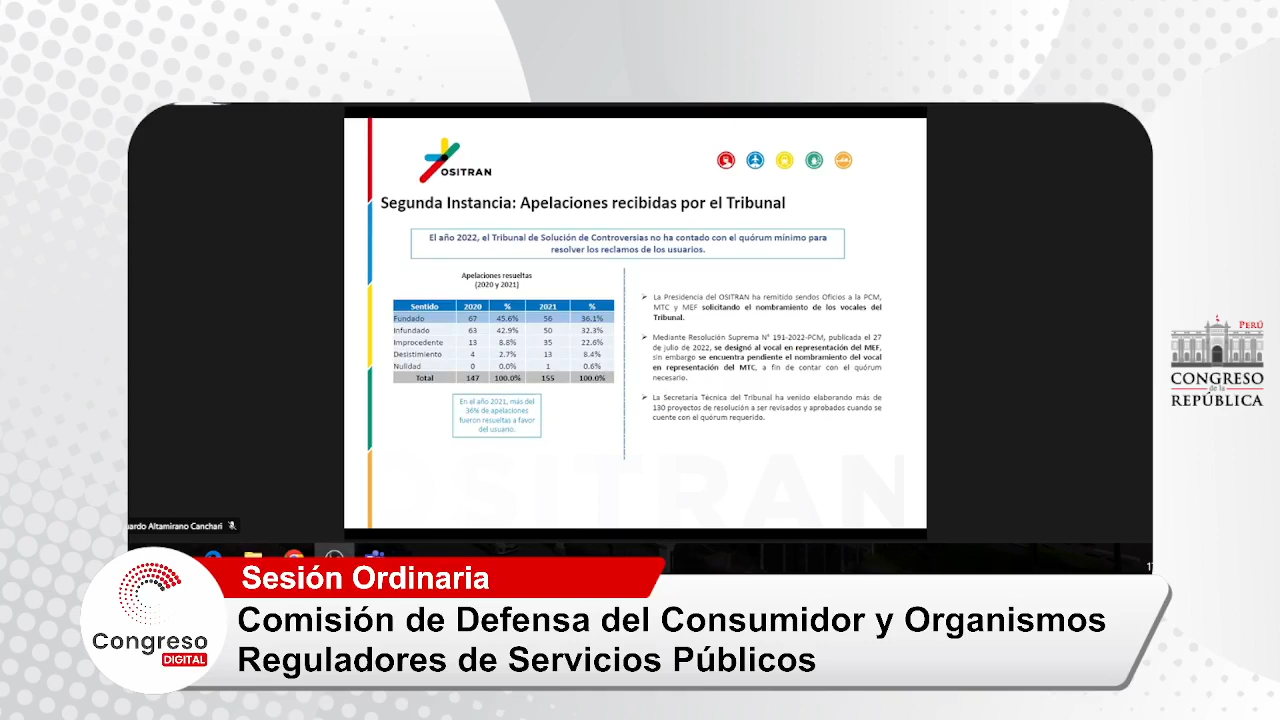 OSITRAN
Segunda Instancia: Apelaciones recibidas por el Tribunal
El año 2022, el Tribunal de Solución de Controversias no ha contado con el quórum mínimo para
resolver los reclamos de los usuarios.
Apelaciones resueltas
(2020 y 2021)
Sentido 2020 % 2021 %
Fundado 67 45.6% 56 36.1%
Infundado 63 42.9% 50 32.3%
Improcedente 13 8.8% 35 22.6%
Desistimiento 4 2.7% 13 8.4%
Nulidad 0 0.0% 1 0.6%
Total 147 100.0% 155 100.0%
En el año 2021, más del
36% de apelaciones
fueron resueltas a favor
del usuario.
➢ La Presidencia del OSITRAN ha remitido sendos Oficios a la PCM,
MTC y MEF solicitando el nombramiento de los vocales del
Tribunal.
➢ Mediante Resolución Suprema N° 191-2022-PCM, publicada el 27
de julio de 2022, se designó al vocal en representación del MEF,
sin embargo se encuentra pendiente el nombramiento del vocal
en representación del MTC, a fin de contar con el quórum
necesario.
➢ La Secretaría Técnica del Tribunal ha venido elaborando más de
130 proyectos de resolución a ser revisados y aprobados cuando se
cuente con el quórum requerido.
OSITRAN
uardo Altamirano Canchari
PERÚ
CONGRESO
de la
REPÚBLICA
Sesión Ordinaria
Comisión de Defensa del Consumidor y Organismos
Reguladores de Servicios Públicos
Congreso
DIGITAL